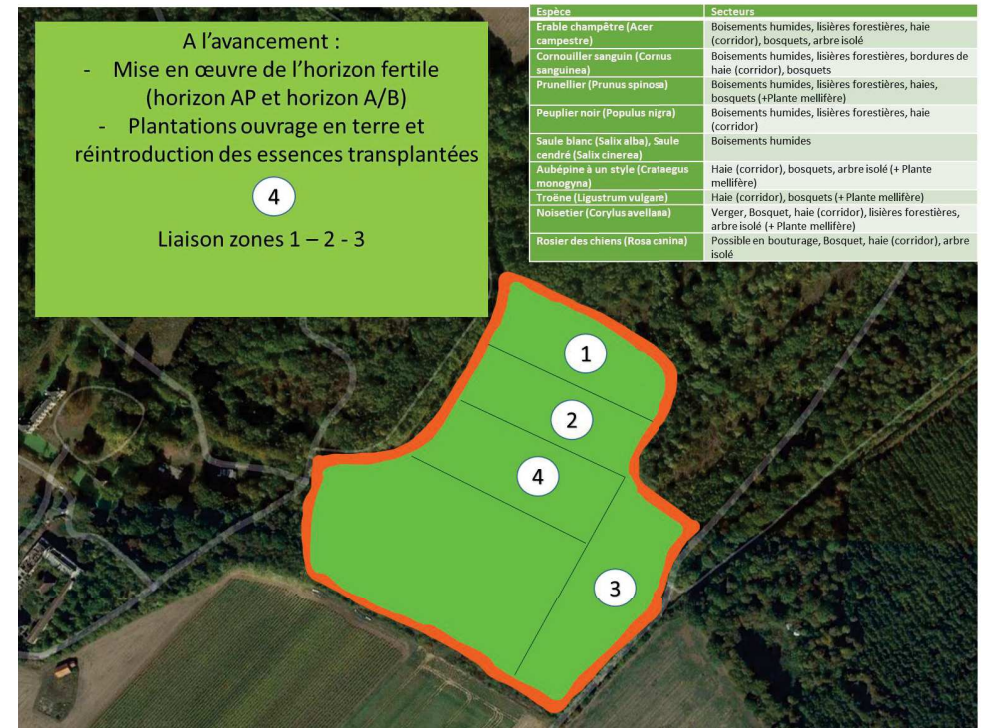 A l'avancement :
- Mise en œuvre de l'horizon fertile
(horizon AP et horizon A/B)
- Plantations ouvrage en terre et
réintroduction des essences transplantées
4
Liaison zones 1 – 2 - 3
Espèce Secteurs
Erable champêtre (Acer campestre) Boisements humides, lisières forestières, haie
(corridor), bosquets, arbre isolé
Cornouiller sanguin (Cornus sanguinea) Boisements humides, lisières forestières, bordures de
haie (corridor), bosquets
Prunellier (Prunus spinosa) Boisements humides, lisières forestières, haies,
bosquets (+Plante mellifère)
Peuplier noir (Populus nigra) Boisements humides, lisières forestières, haie
(corridor)
Saule blanc (Salix alba), Saule cendré (Salix cinerea) Boisements humides
Aubépine à un style (Crataegus monogyna) Haie (corridor), bosquets, arbre isolé (+ Plante
mellifère)
Troëne (Ligustrum vulgare) Haie (corridor), bosquets (+ Plante mellifère)
Noisetier (Corylus avellana) Verger, Bosquet, haie (corridor), lisières forestières,
arbre isolé (+ Plante mellifère)
Rosier des chiens (Rosa canina) Possible en bouturage, Bosquet, haie (corridor), arbre
isolé
1
2
4
3